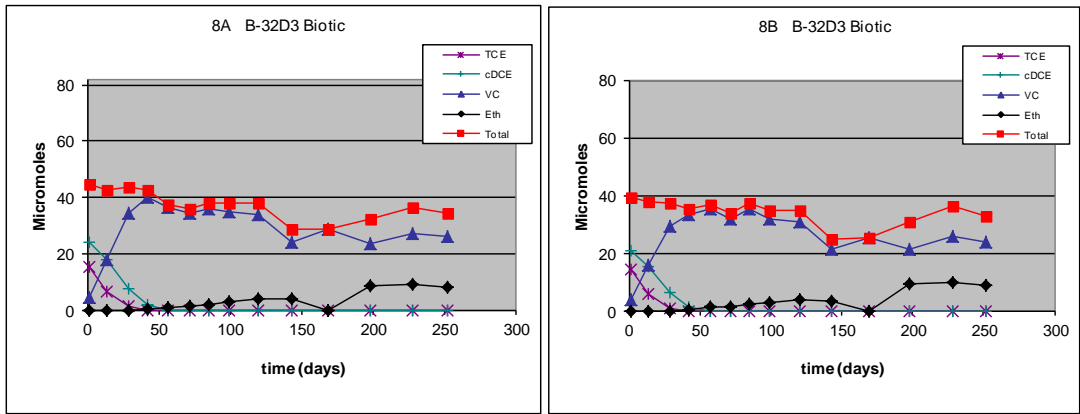 8A B-32D3 Biotic
TCE
cDCE
VC
Eth
Total
80
60
40
20
0
Micromoles
0 50 100 150 200 250 300
time (days)
8B B-32D3 Biotic
TCE
cDCE
VC
Eth
Total
80
60
40
20
0
Micromoles
0 50 100 150 200 250 300
time (days)